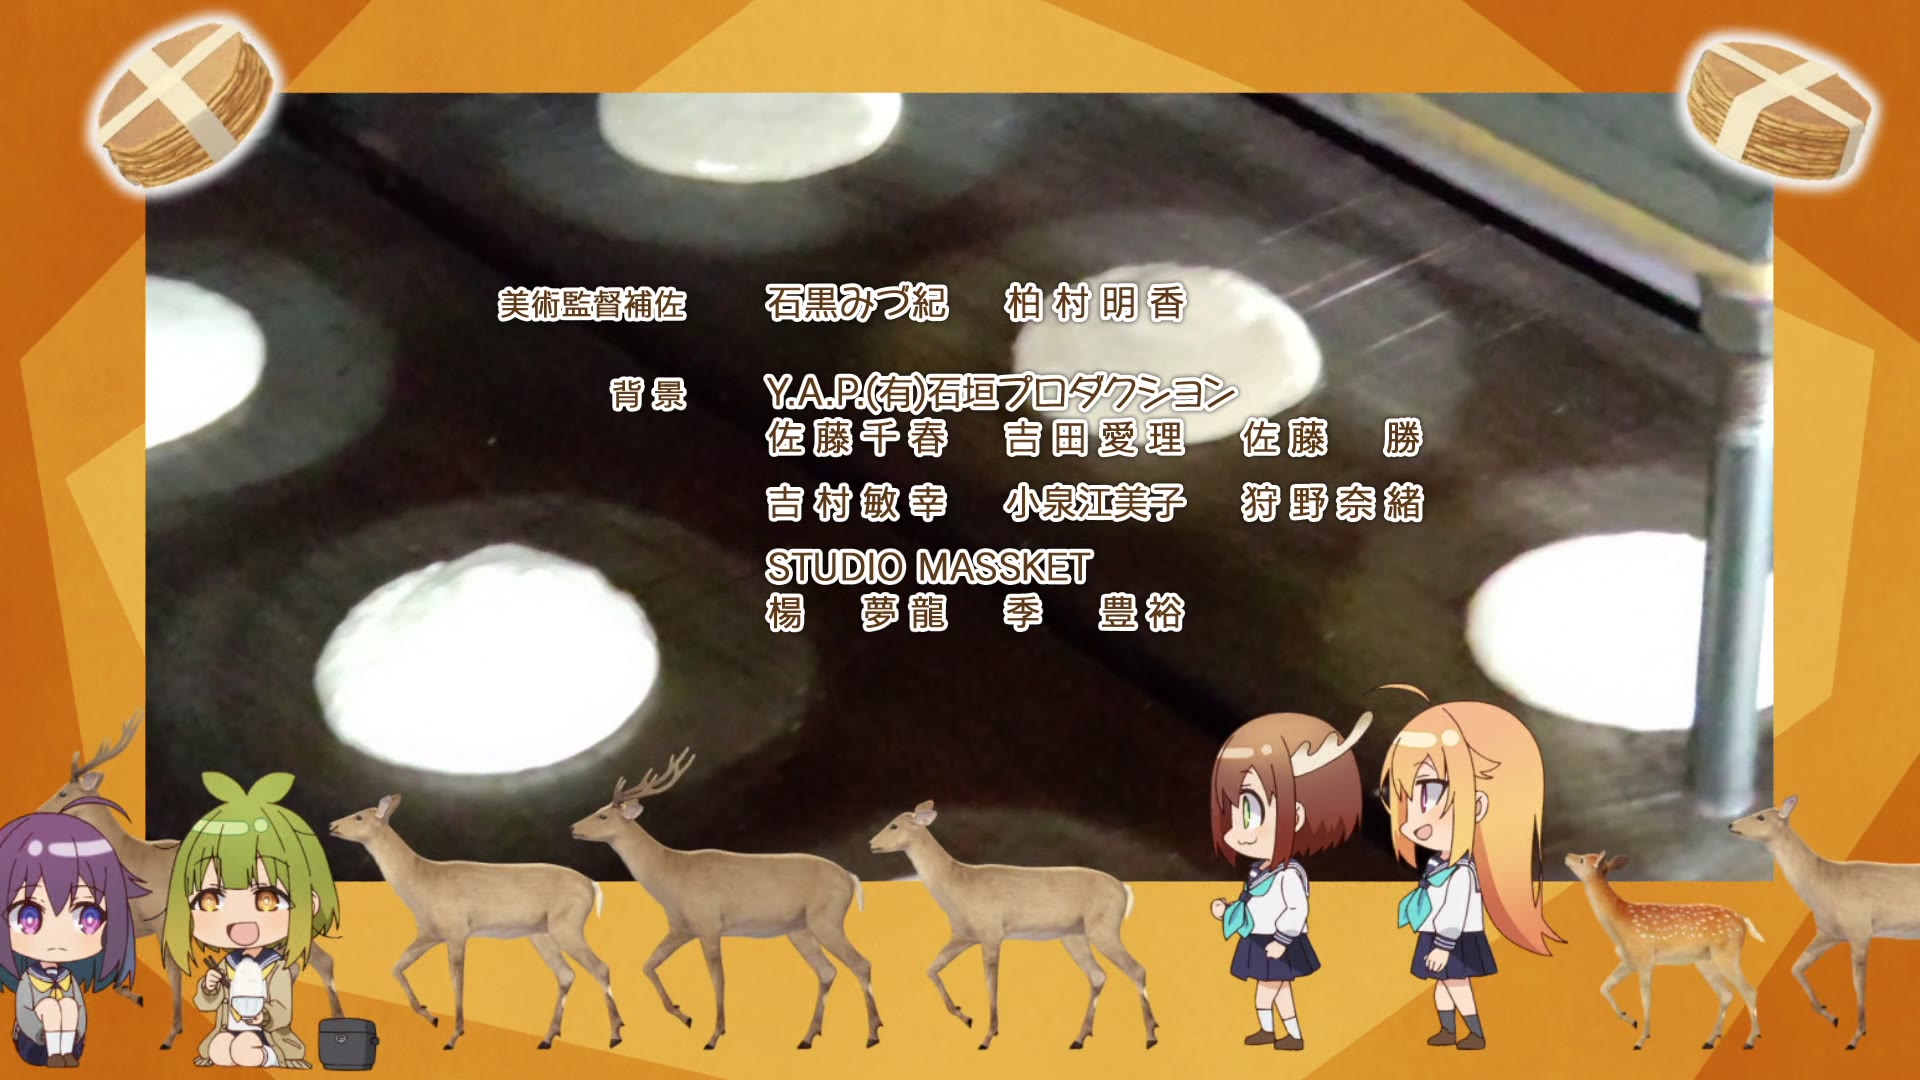 美術監督補佐 石黒みづ紀 柏村明香
背景 Y.A.P.(有)石垣プロダクション
佐藤千春 吉田愛理 佐藤 勝
吉村敏幸 小泉江美子 狩野奈緒
STUDIO MASSKET
楊 夢龍 季 豊裕